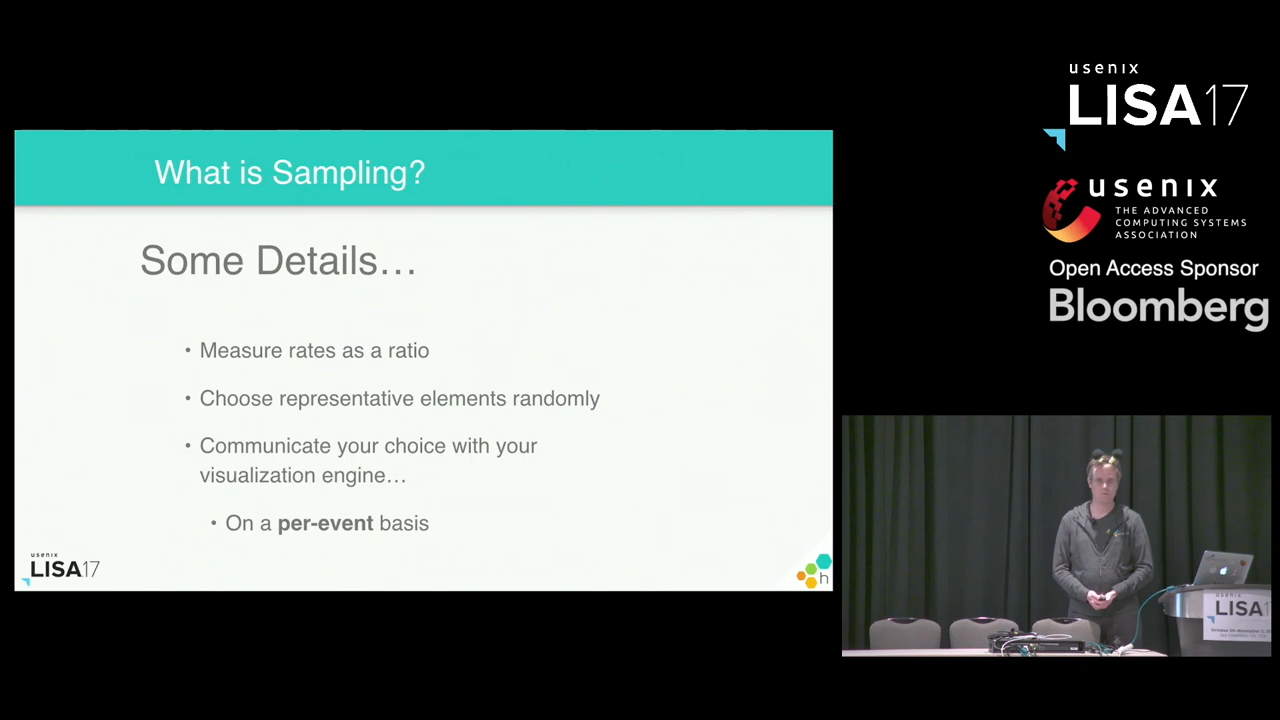 What is Sampling?
Some Details…
• Measure rates as a ratio
• Choose representative elements randomly
• Communicate your choice with your
visualization engine…
• On a per-event basis
usenix
LISA17
h
usenix
LISA17
usenix
THE ADVANCED
COMPUTING SYSTEMS
ASSOCIATION
Open Access Sponsor
Bloomberg
usenix
LISA1